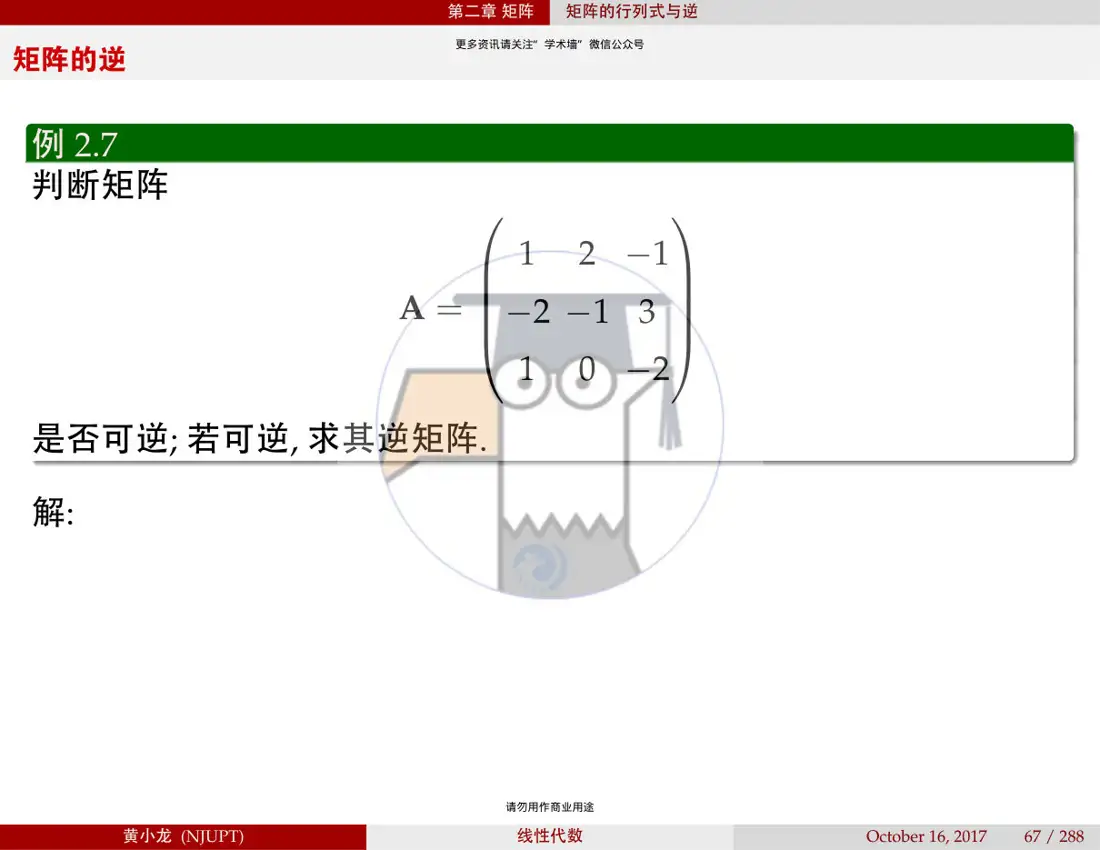 第二章 矩阵 矩阵的行列式与逆
更多资讯请关注“学术墙”微信公众号
矩阵的逆
例 2.7
判断矩阵
1 2 −1
A = −2 −1 3
1 0 −2
是否可逆; 若可逆, 求其逆矩阵.
解:
请勿用作商业用途
黄小龙 (NJUPT) 线性代数 October 16, 2017 67 / 288